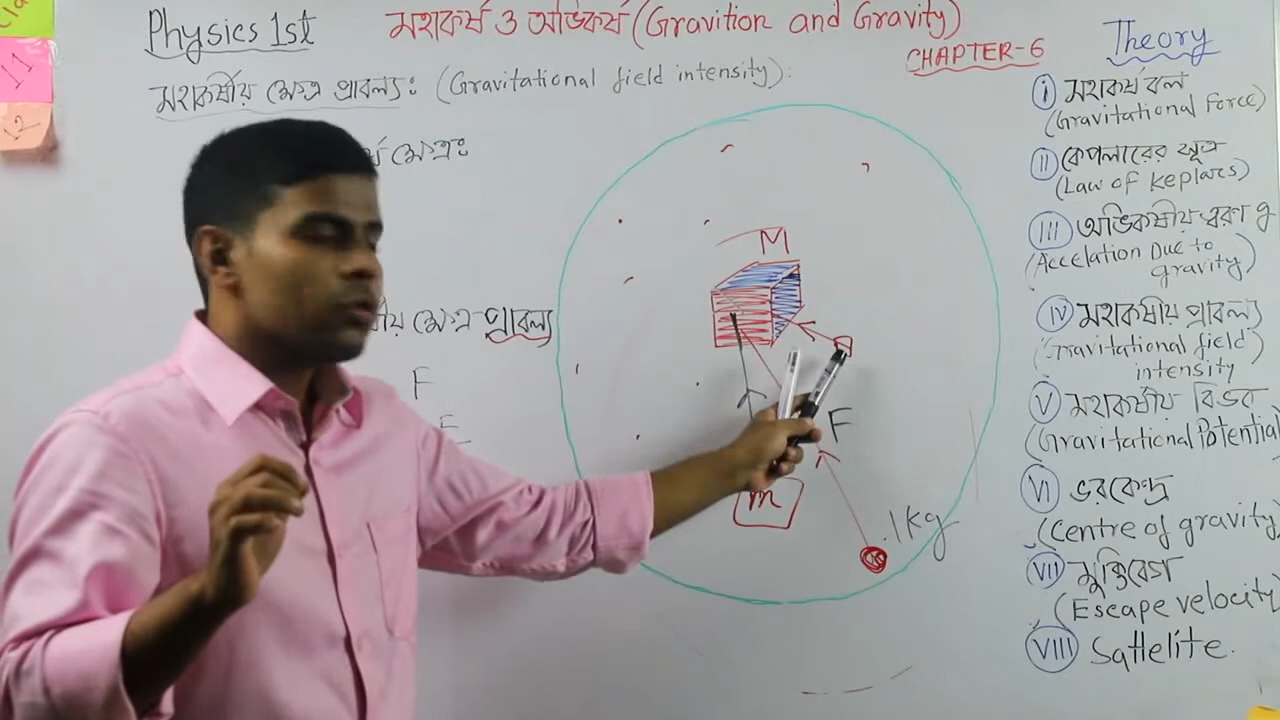 Physics 1st
মহাকর্ষ ও অভিকর্ষ (Gravition and Gravity)
CHAPTER-6
মহাকর্ষীয় ক্ষেত্র প্রাবল্যঃ (Gravitational field intensity):
ক্ষেত্রঃ
ক্ষেত্র প্রাবল্য
F
E
M
F
m
1kg
11
12
Theory
i মহাকর্ষ বল
(Gravitational Force)
II কেপলারের সূত্র
(Law of Keplars)
III অভিকর্ষীয় ত্বরণ g
(Accelation Due to
gravity)
IV মহাকর্ষীয় প্রাবল্য
(Gravitational field)
intensity
V মহাকর্ষীয় বিভব
(Gravitational Potential)
VI ভরকেন্দ্র
(Centre of gravity)
VII মুক্তিবেগ
(Escape velocity)
VIII Sattelite.